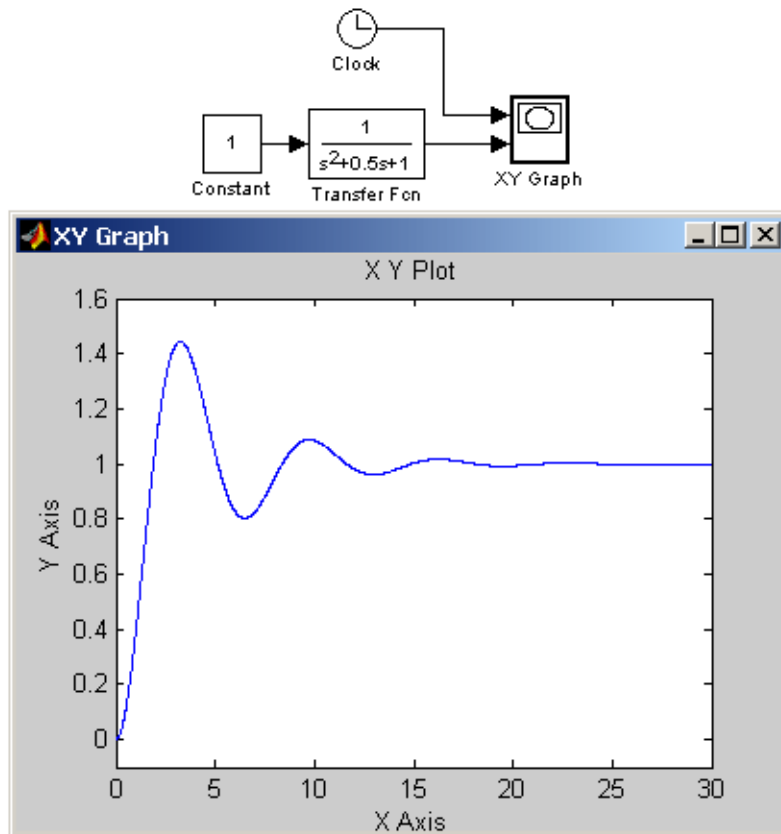 Clock
1
1
s²+0.5s+1
Constant
Transfer Fcn
XY Graph
XY Graph
X Y Plot
1.6
1.4
1.2
1
0.8
0.6
0.4
0.2
0
Y Axis
0 5 10 15 20 25 30
X Axis